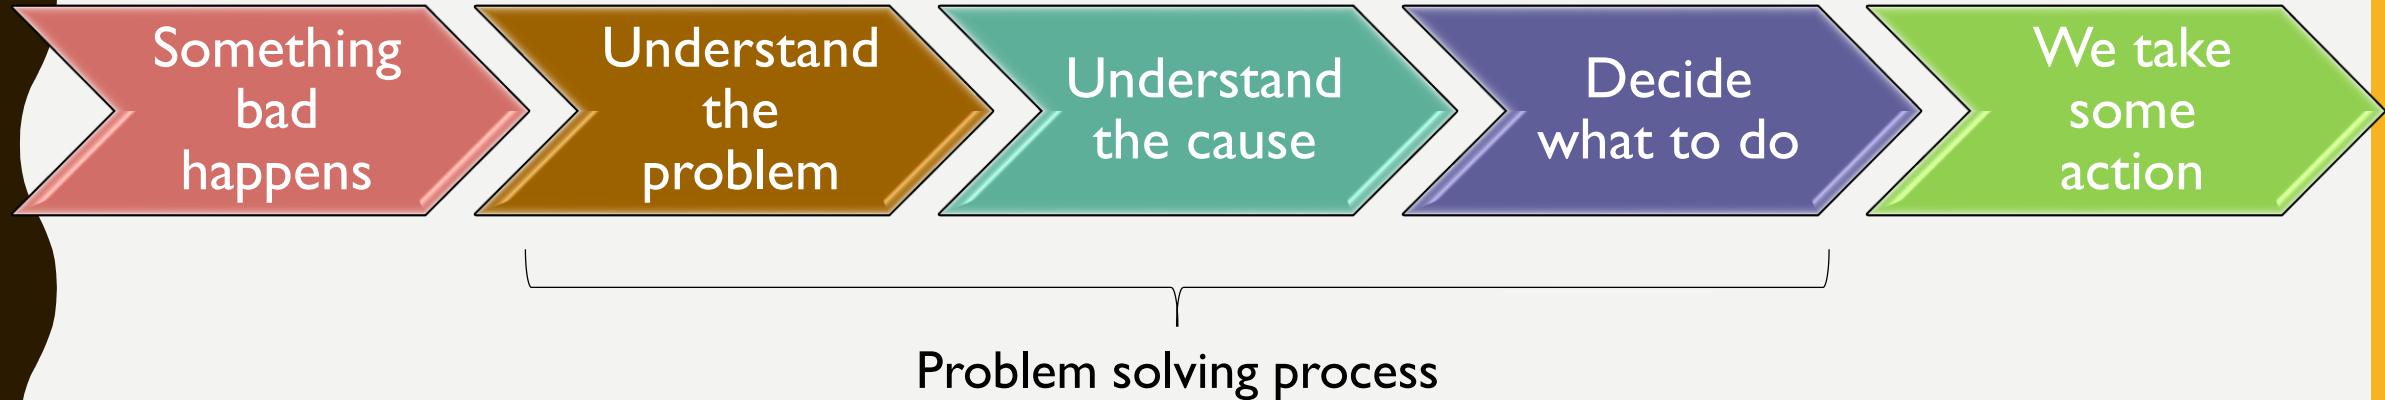 Something
bad
happens
Understand
the
problem
Understand
the cause
Decide
what to do
We take
some
action
Problem solving process